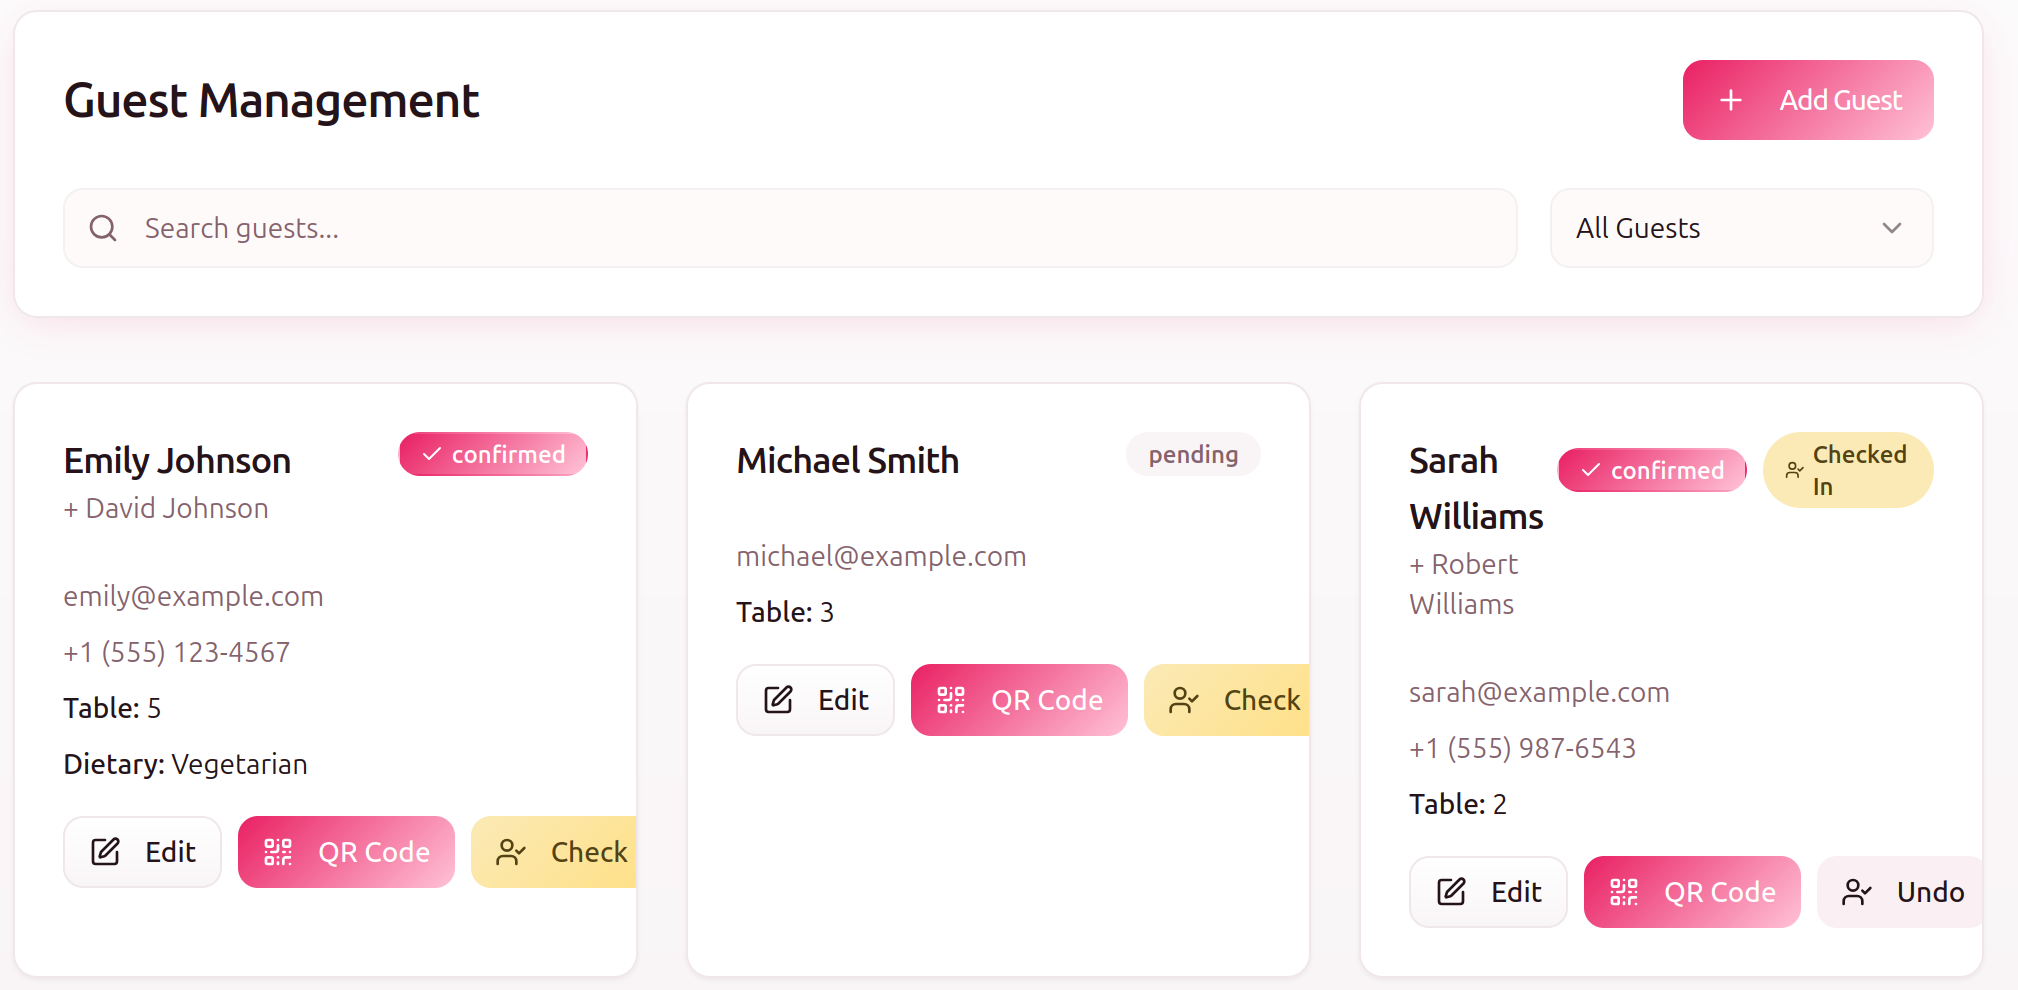 Guest Management
Add Guest
Search guests...
All Guests
Emily Johnson
confirmed
+ David Johnson
emily@example.com
+1 (555) 123-4567
Table: 5
Dietary: Vegetarian
Edit
QR Code
Check
Michael Smith
pending
michael@example.com
Table: 3
Edit
QR Code
Check
Sarah
Williams
confirmed
Checked
In
+ Robert
Williams
sarah@example.com
+1 (555) 987-6543
Table: 2
Edit
QR Code
Undo